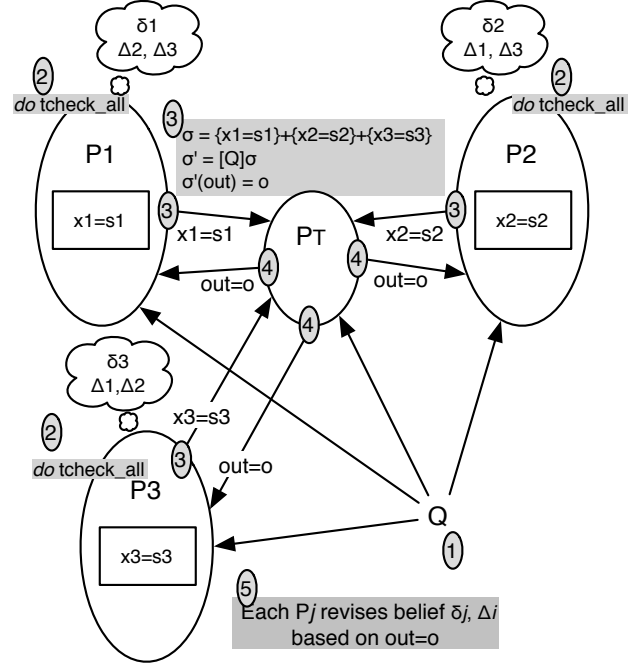 δ1
Δ2, Δ3
δ2
Δ1, Δ3
2
do tcheck_all
2
do tcheck_all
3
σ = {x1=s1}+{x2=s2}+{x3=s3}
σ' = [Q]σ
σ'(out) = o
P1
P2
x1=s1
3
x1=s1
PT
3
x2=s2
x2=s2
4
out=o
4
out=o
4
δ3
Δ1,Δ2
2
do tcheck_all
x3=s3
3
out=o
P3
x3=s3
Q
1
5
Each Pj revises belief δj, Δi
based on out=o